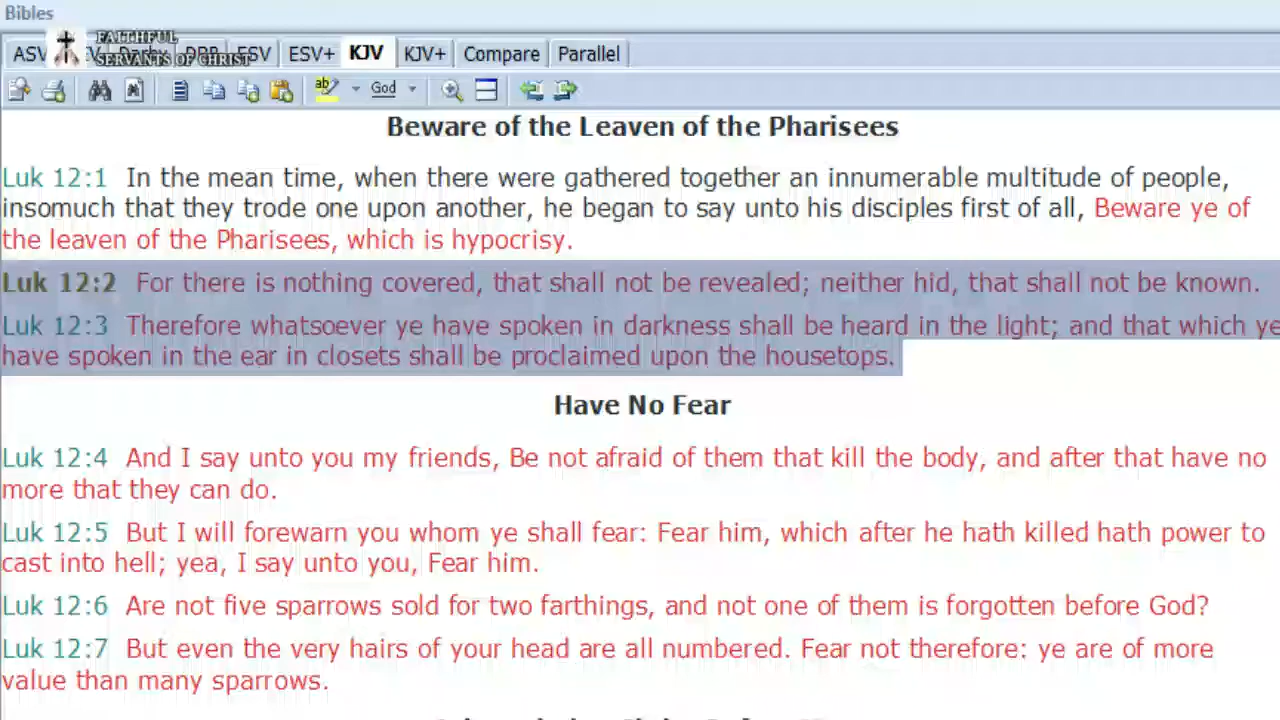 Bibles
FAITHFUL
SERVANTS OF CHRIST
ASV Darby DRB ESV ESV+ KJV KJV+ Compare Parallel
ab God
Beware of the Leaven of the Pharisees
Luk 12:1 In the mean time, when there were gathered together an innumerable multitude of people,
insomuch that they trode one upon another, he began to say unto his disciples first of all, Beware ye of
the leaven of the Pharisees, which is hypocrisy.
Luk 12:2 For there is nothing covered, that shall not be revealed; neither hid, that shall not be known.
Luk 12:3 Therefore whatsoever ye have spoken in darkness shall be heard in the light; and that which ye
have spoken in the ear in closets shall be proclaimed upon the housetops.
Have No Fear
Luk 12:4 And I say unto you my friends, Be not afraid of them that kill the body, and after that have no
more that they can do.
Luk 12:5 But I will forewarn you whom ye shall fear: Fear him, which after he hath killed hath power to
cast into hell; yea, I say unto you, Fear him.
Luk 12:6 Are not five sparrows sold for two farthings, and not one of them is forgotten before God?
Luk 12:7 But even the very hairs of your head are all numbered. Fear not therefore: ye are of more
value than many sparrows.